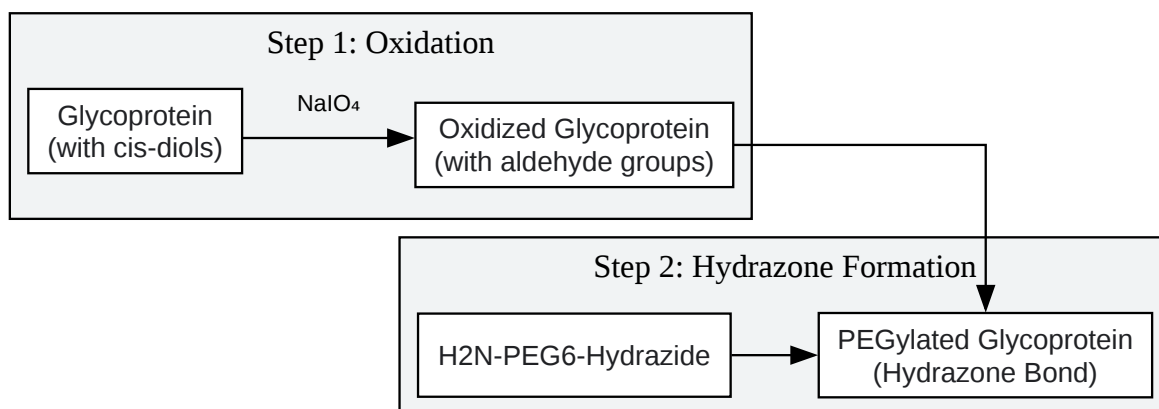 Step 1: Oxidation
Glycoprotein
(with cis-diols)
NaIO₄
Oxidized Glycoprotein
(with aldehyde groups)
Step 2: Hydrazone Formation
H2N-PEG6-Hydrazide
PEGylated Glycoprotein
(Hydrazone Bond)